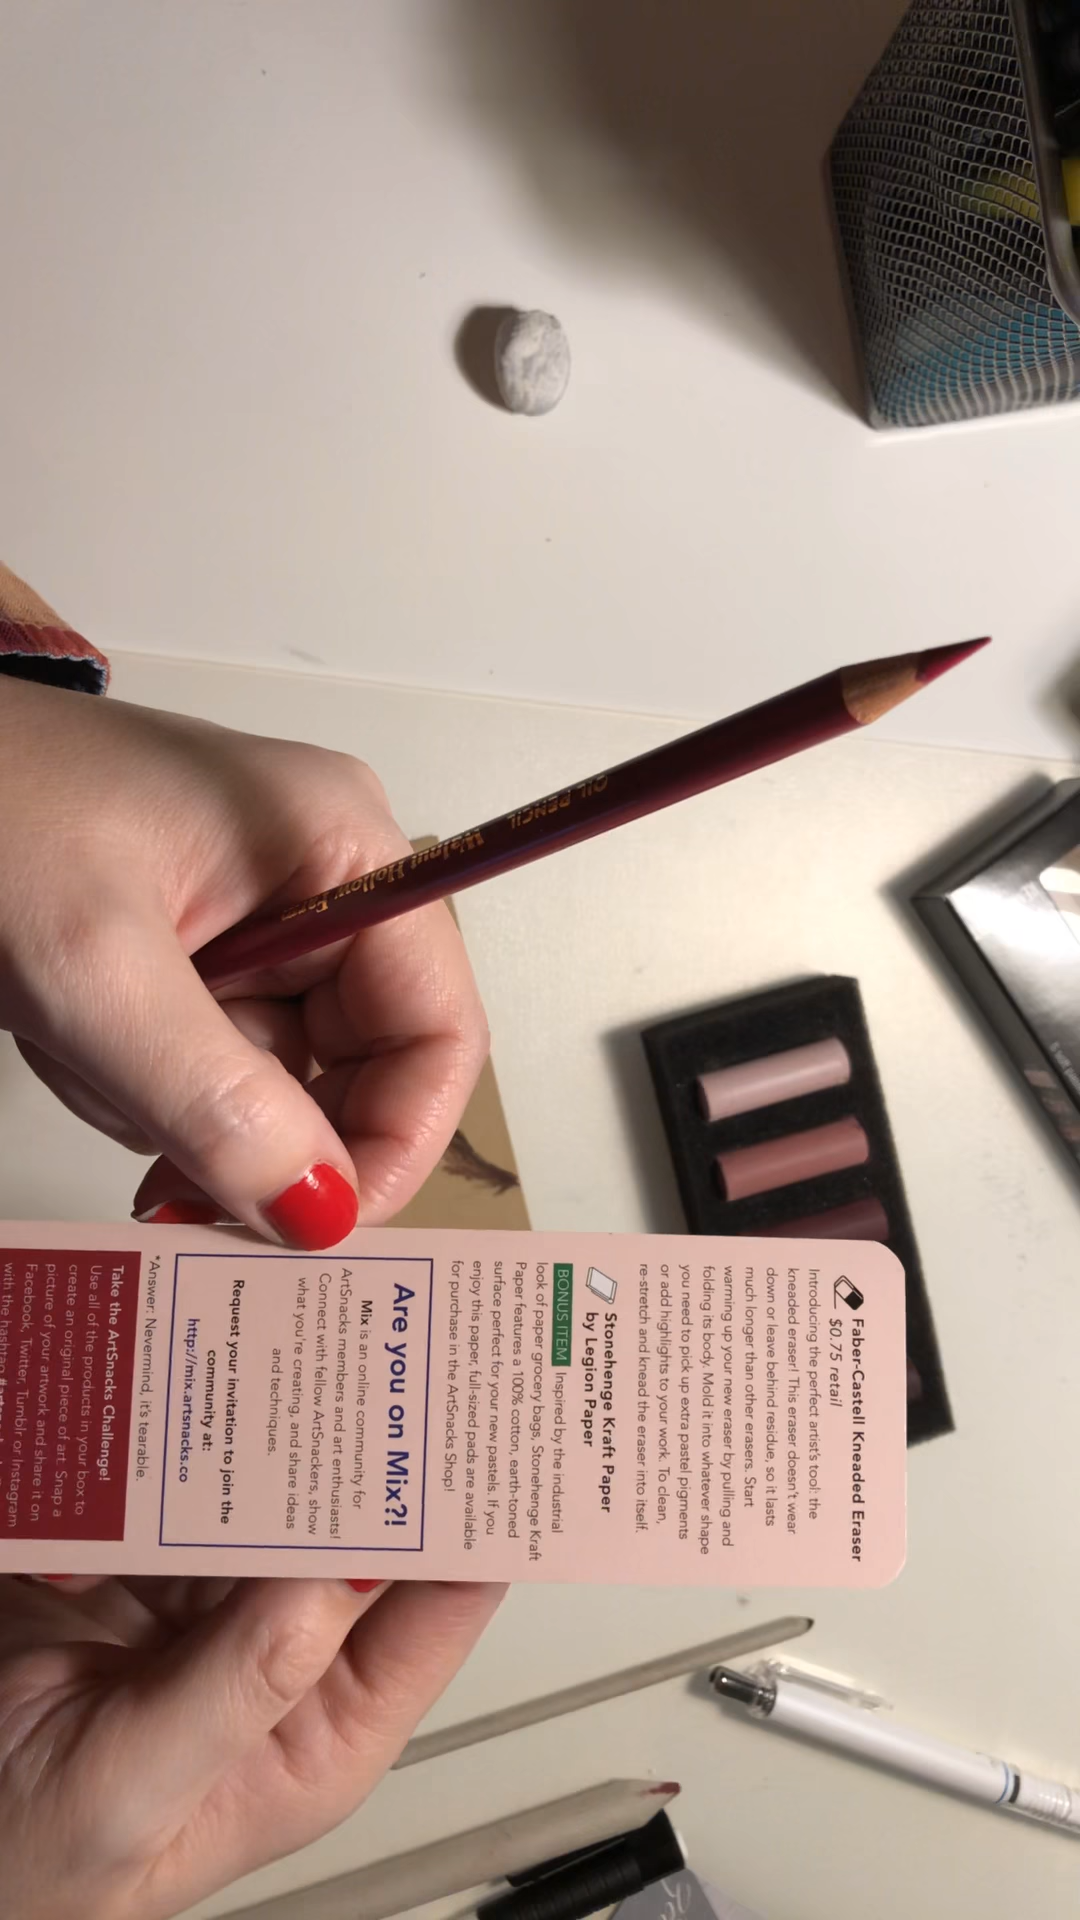 Faber-Castell Kneaded Eraser
$0.75 retail
Introducing the perfect artist's tool: the
kneaded eraser! This eraser doesn't wear
down or leave behind residue, so it lasts
much longer than other erasers. Start
warming up your new eraser by pulling and
folding its body. Mold it into whatever shape
you need to pick up extra pastel pigments
or add highlights to your work. To clean,
re-stretch and knead the eraser into itself.
Stonehenge Kraft Paper
by Legion Paper
BONUS ITEM Inspired by the industrial
look of paper grocery bags, Stonehenge Kraft
Paper features a 100% cotton, earth-toned
surface perfect for your new pastels. If you
enjoy this paper, full-sized pads are available
for purchase in the ArtSnacks Shop!
Are you on Mix?!
Mix is an online community for
ArtSnacks members and art enthusiasts!
Connect with fellow ArtSnackers, show
what you're creating, and share ideas
and techniques.
Request your invitation to join the
community at:
http://mix.artsnacks.co
*Answer: Nevermind, it's tearable.
Take the ArtSnacks Challenge!
Use all of the products in your box to
create an original piece of art. Snap a
picture of your artwork and share it on
Facebook, Twitter, Tumblr or Instagram
with the hashtag
Walnut Hollow Farm
OIL PENCIL